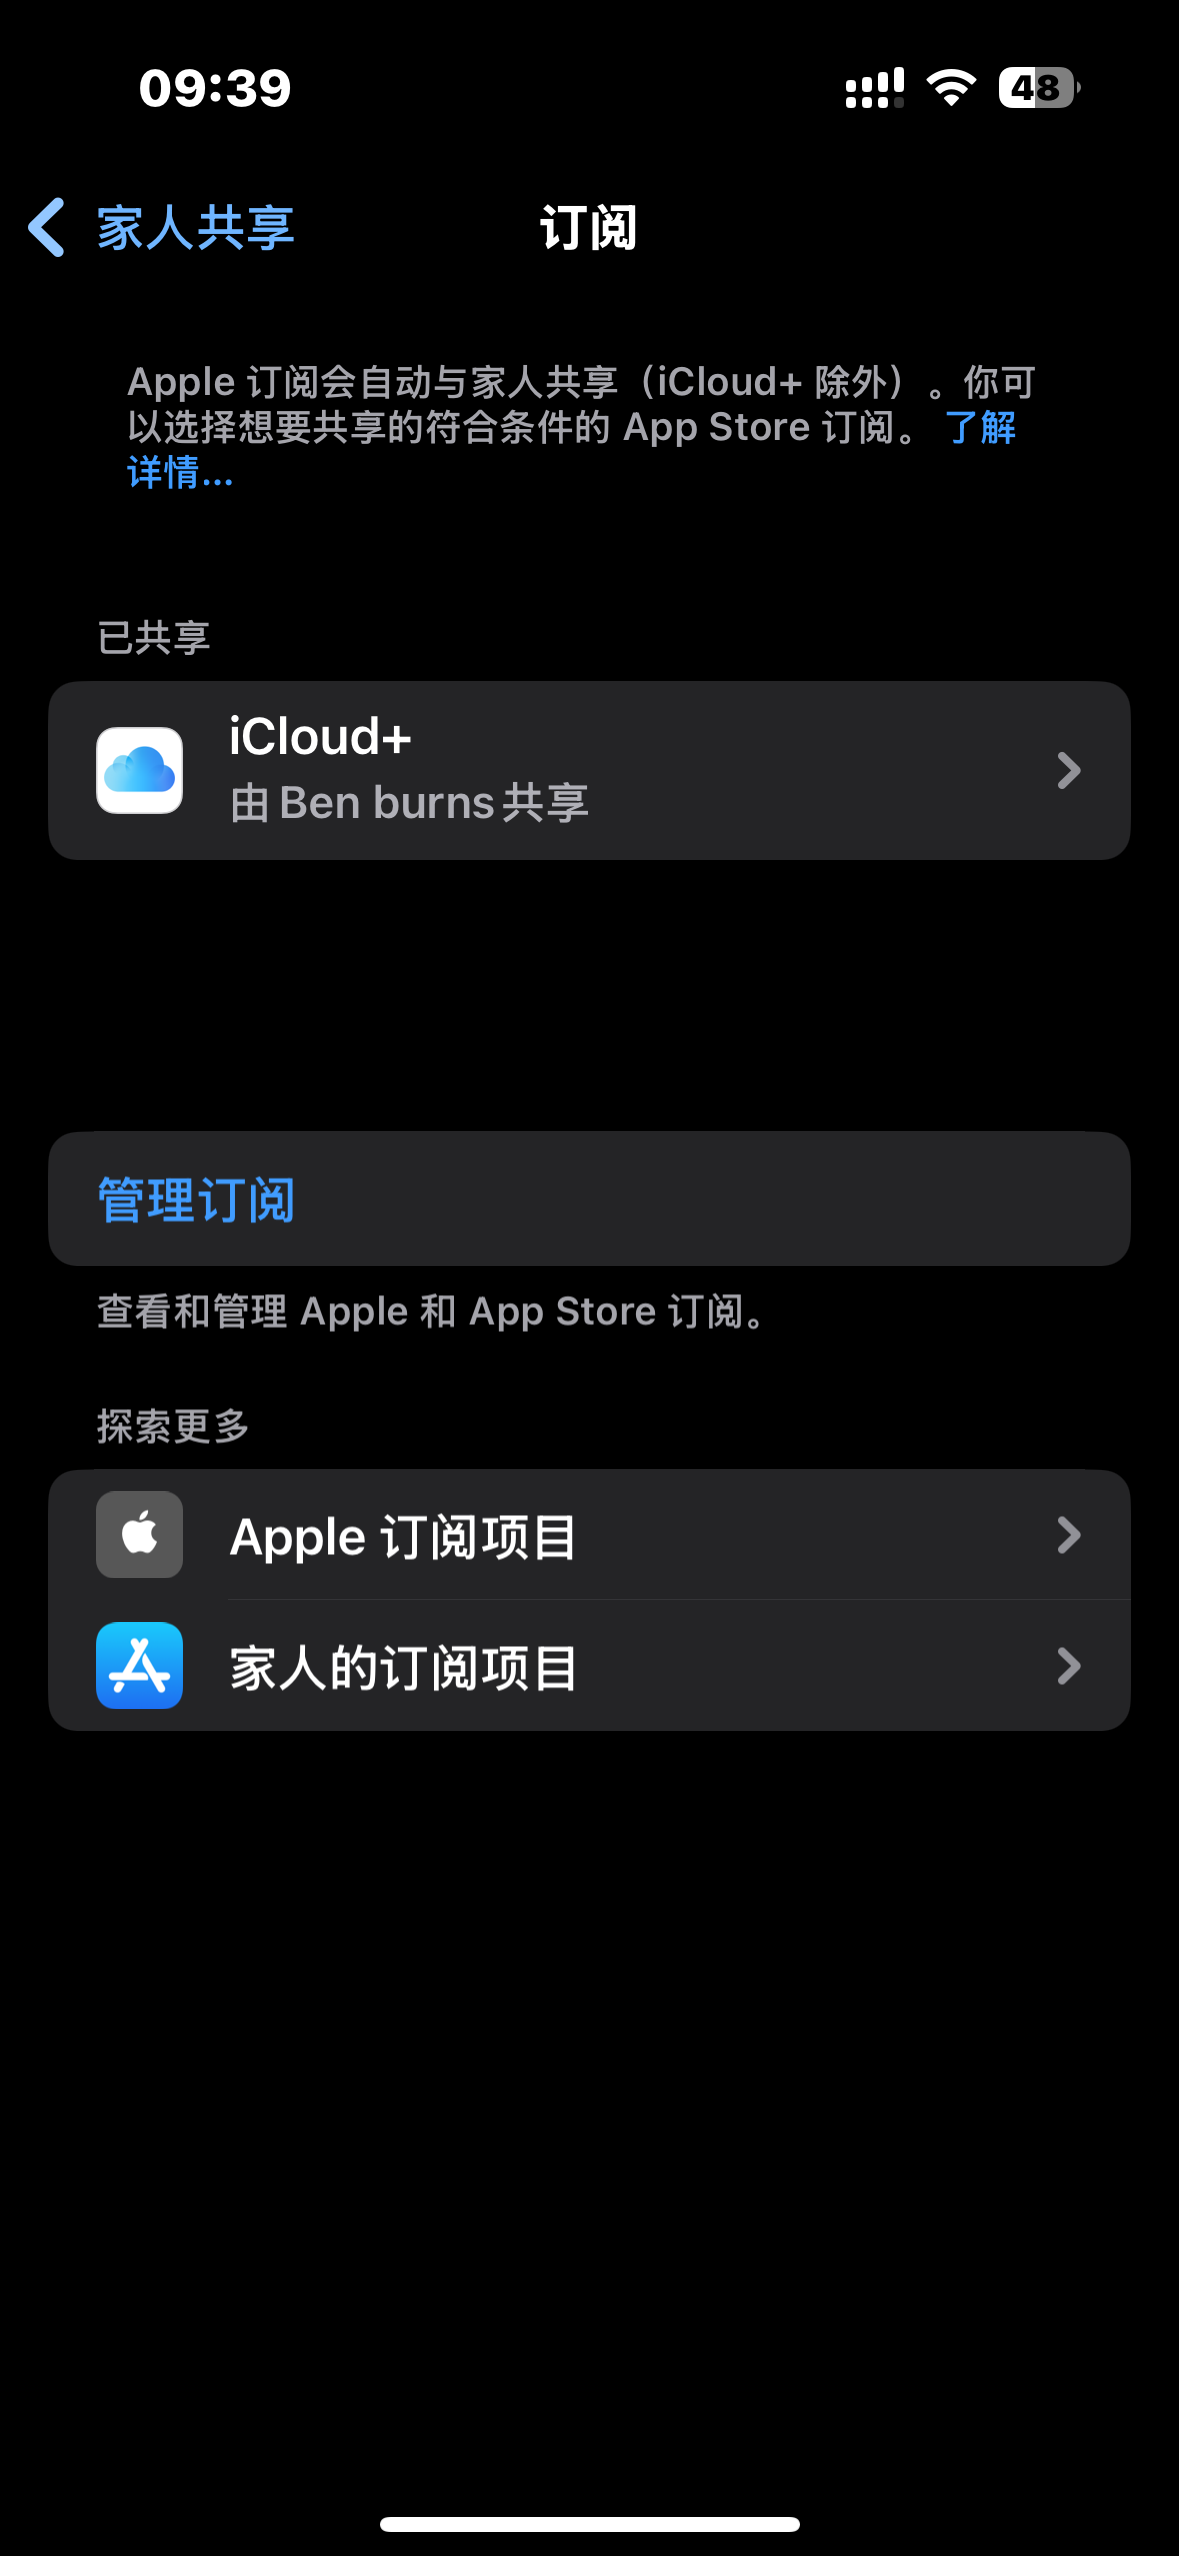 09:39
48
家人共享
订阅
Apple 订阅会自动与家人共享（iCloud+ 除外）。你可
以选择想要共享的符合条件的 App Store 订阅。 了解
详情...
已共享
iCloud+
由 Ben burns 共享
管理订阅
查看和管理 Apple 和 App Store 订阅。
探索更多
Apple 订阅项目
家人的订阅项目